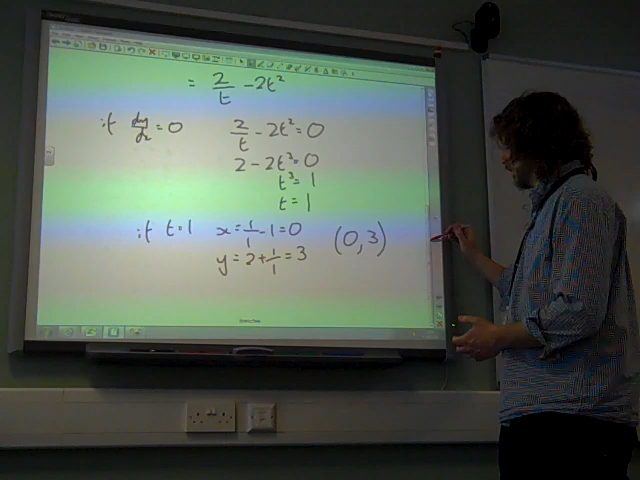 = 2/t - 2t²
if dy/dx = 0 2/t - 2t² = 0
2 - 2t² = 0
t³ = 1
t = 1
if t=1 x = 1/1 - 1 = 0 (0,3)
y = 2 + 1/1 = 3